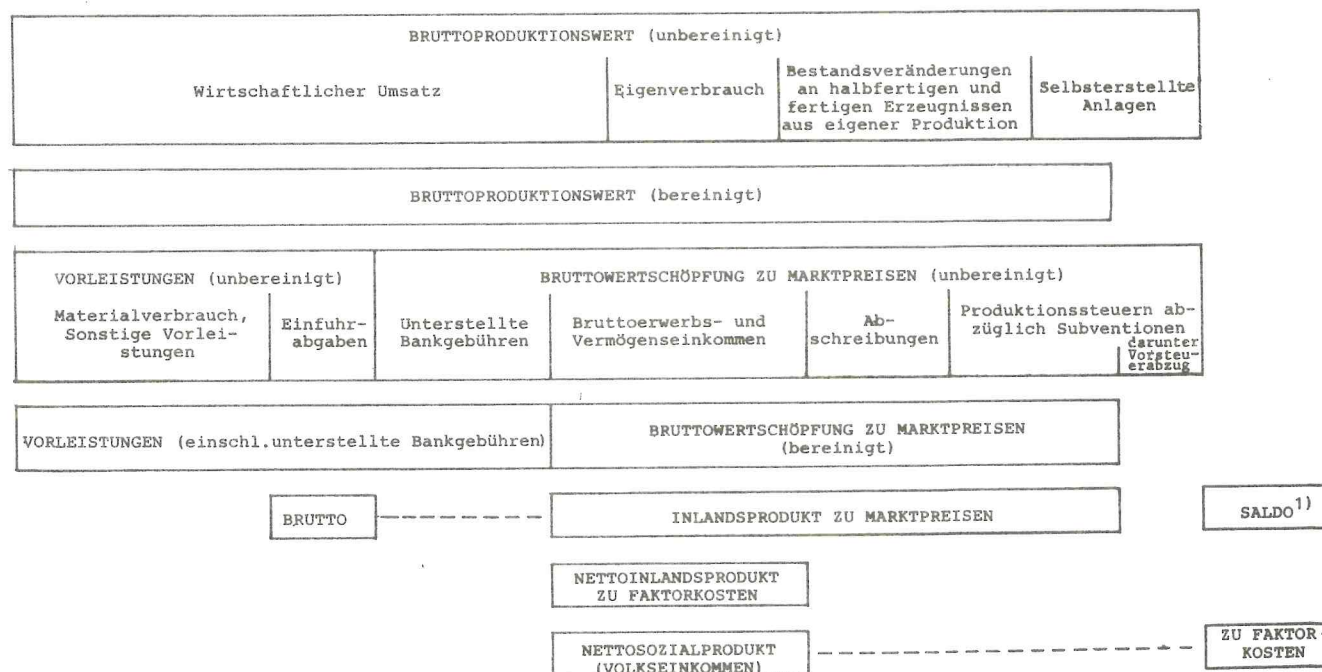 BRUTTOPRODUKTIONSWERT (unbereinigt)
Wirtschaftlicher Umsatz
Eigenverbrauch
Bestandsveränderungen
an halbfertigen und
fertigen Erzeugnissen
aus eigener Produktion
Selbsterstellte
Anlagen
BRUTTOPRODUKTIONSWERT (bereinigt)
VORLEISTUNGEN (unbereinigt)
BRUTTOWERTSCHÖPFUNG ZU MARKTPREISEN (unbereinigt)
Materialverbrauch,
Sonstige Vorlei-
stungen
Einfuhr-
abgaben
Unterstellte
Bankgebühren
Bruttoerwerbs- und
Vermögenseinkommen
Ab-
schreibungen
Produktionssteuern ab-
züglich Subventionen
darunter
Vorsteu-
erabzug
VORLEISTUNGEN (einschl.unterstellte Bankgebühren)
BRUTTOWERTSCHÖPFUNG ZU MARKTPREISEN
(bereinigt)
BRUTTO
INLANDSPRODUKT ZU MARKTPREISEN
SALDO1)
NETTOINLANDSPRODUKT
ZU FAKTORKOSTEN
NETTOSOZIALPRODUKT
(VOLKSEINKOMMEN)
ZU FAKTOR-
KOSTEN